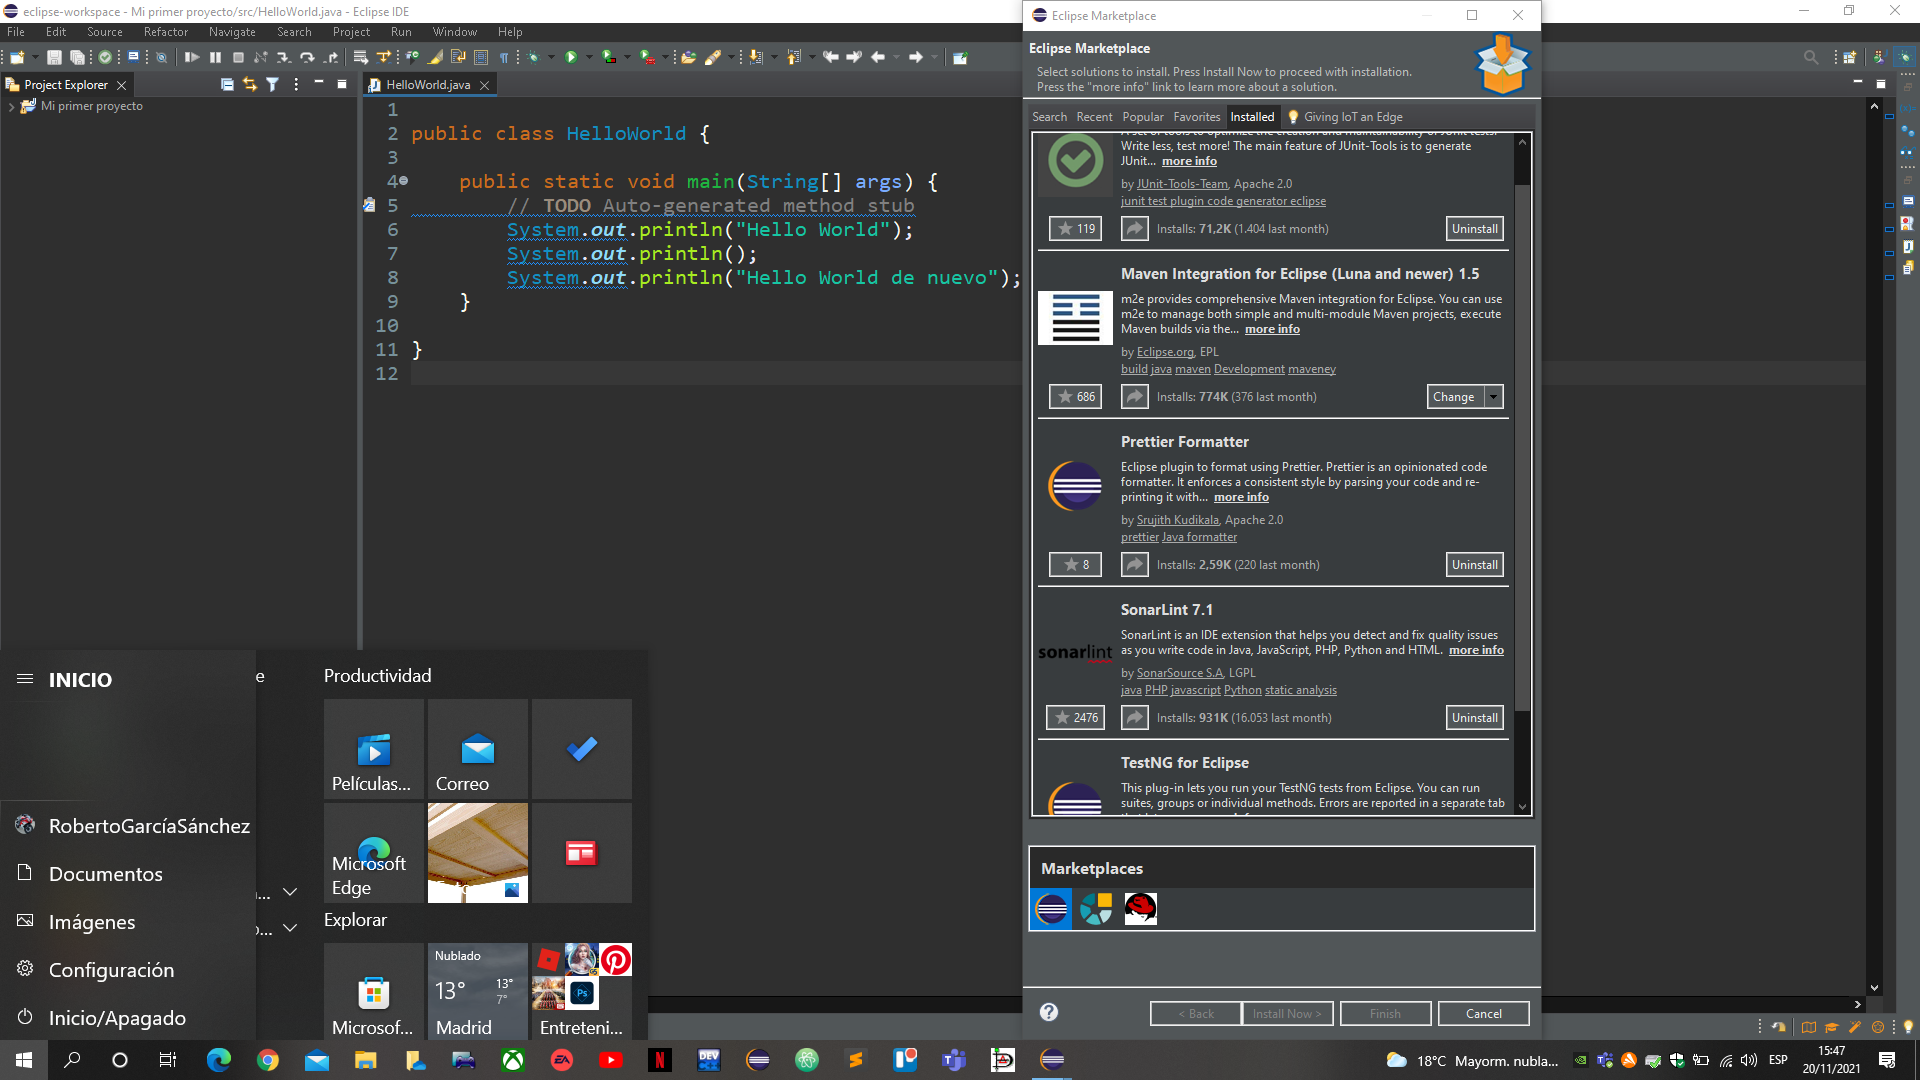 eclipse-workspace - Mi primer proyecto/src/HelloWorld.java - Eclipse IDE
File Edit Source Refactor Navigate Search Project Run Window Help
Project Explorer
Mi primer proyecto
HelloWorld.java
1
2 public class HelloWorld {
3
4 public static void main(String[] args) {
5 // TODO Auto-generated method stub
6 System.out.println("Hello World");
7 System.out.println();
8 System.out.println("Hello World de nuevo");
9 }
10
11 }
12
Eclipse Marketplace
Eclipse Marketplace
Select solutions to install. Press Install Now to proceed with installation.
Press the "more info" link to learn more about a solution.
Search Recent Popular Favorites Installed Giving IoT an Edge
A set of tools to optimize the creation and maintainability of JUnit tests.
Write less, test more! The main feature of JUnit-Tools is to generate
JUnit... more info
by JUnit-Tools-Team, Apache 2.0
junit test plugin code generator eclipse
119 Installs: 71,2K (1.404 last month) Uninstall
Maven Integration for Eclipse (Luna and newer) 1.5
m2e provides comprehensive Maven integration for Eclipse. You can use
m2e to manage both simple and multi-module Maven projects, execute
Maven builds via the... more info
by Eclipse.org, EPL
build java maven Development maveney
686 Installs: 774K (376 last month) Change
Prettier Formatter
Eclipse plugin to format using Prettier. Prettier is an opinionated code
formatter. It enforces a consistent style by parsing your code and re-
printing it with... more info
by Srujith Kudikala, Apache 2.0
prettier Java formatter
8 Installs: 2,59K (220 last month) Uninstall
SonarLint 7.1
SonarLint is an IDE extension that helps you detect and fix quality issues
as you write code in Java, JavaScript, PHP, Python and HTML. more info
sonarlint
by SonarSource S.A, LGPL
java PHP javascript Python static analysis
2476 Installs: 931K (16.053 last month) Uninstall
TestNG for Eclipse
This plug-in lets you run your TestNG tests from Eclipse. You can run
suites, groups or individual methods. Errors are reported in a separate tab
Marketplaces
< Back Install Now > Finish Cancel
INICIO
e
RobertoGarcíaSánchez
Documentos
Imágenes
Configuración
Inicio/Apagado
...
o...
Productividad
Películas...
Correo
Microsoft
Edge
Explorar
Microsof...
Nublado
13° 13°
7°
Madrid
Ps
Entreteni...
DEV
EA
N
18°C Mayorm. nubla...
ESP
15:47
20/11/2021